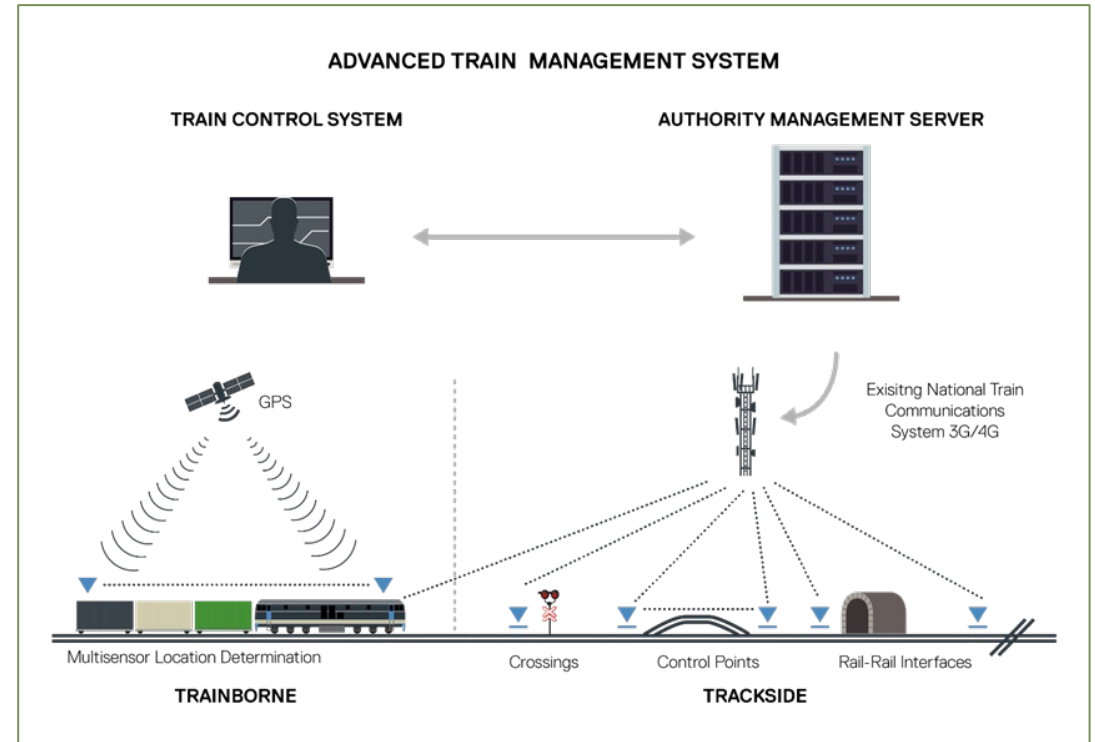 ADVANCED TRAIN MANAGEMENT SYSTEM
TRAIN CONTROL SYSTEM
AUTHORITY MANAGEMENT SERVER
GPS
Exisitng National Train
Communications
System 3G/4G
Multisensor Location Determination
Crossings
Control Points
Rail-Rail Interfaces
TRAINBORNE
TRACKSIDE